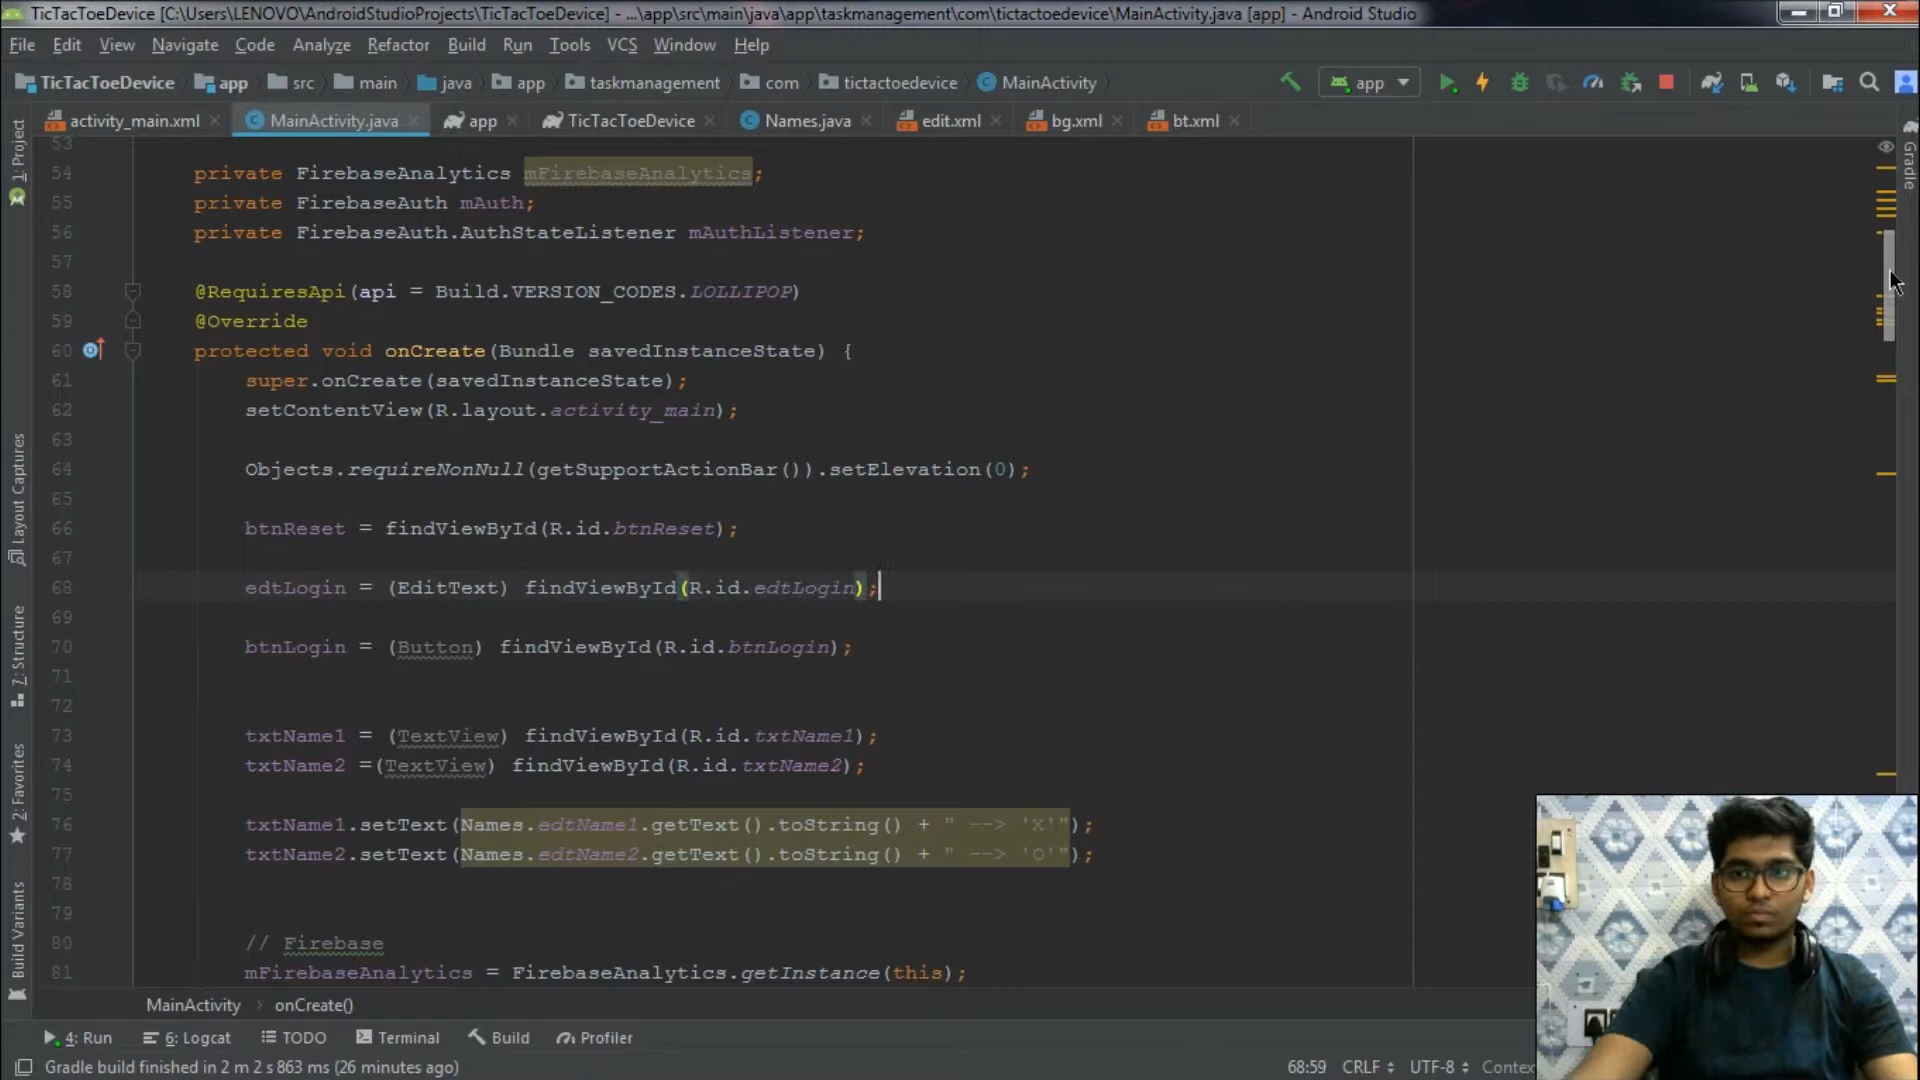 TicTacToeDevice [C:\Users\LENOVO\AndroidStudioProjects\TicTacToeDevice] - ...\app\src\main\java\app\taskmanagement\com\tictactoedevice\MainActivity.java [app] - Android Studio
File Edit View Navigate Code Analyze Refactor Build Run Tools VCS Window Help
TicTacToeDevice app src main java app taskmanagement com tictactoedevice MainActivity app
activity_main.xml MainActivity.java app TicTacToeDevice Names.java edit.xml bg.xml bt.xml
1: Project
Layout Captures
7: Structure
2: Favorites
Build Variants
Gradle
53
54 private FirebaseAnalytics mFirebaseAnalytics;
55 private FirebaseAuth mAuth;
56 private FirebaseAuth.AuthStateListener mAuthListener;
57
58 @RequiresApi(api = Build.VERSION_CODES.LOLLIPOP)
59 @Override
60 protected void onCreate(Bundle savedInstanceState) {
61 super.onCreate(savedInstanceState);
62 setContentView(R.layout.activity_main);
63
64 Objects.requireNonNull(getSupportActionBar()).setElevation(0);
65
66 btnReset = findViewById(R.id.btnReset);
67
68 edtLogin = (EditText) findViewById(R.id.edtLogin);
69
70 btnLogin = (Button) findViewById(R.id.btnLogin);
71
72
73 txtName1 = (TextView) findViewById(R.id.txtName1);
74 txtName2 =(TextView) findViewById(R.id.txtName2);
75
76 txtName1.setText(Names.edtName1.getText().toString() + " --> 'X'");
77 txtName2.setText(Names.edtName2.getText().toString() + " --> 'O'");
78
79
80 // Firebase
81 mFirebaseAnalytics = FirebaseAnalytics.getInstance(this);
MainActivity › onCreate()
4: Run 6: Logcat TODO Terminal Build Profiler
Gradle build finished in 2 m 2 s 863 ms (26 minutes ago) 68:59 CRLF UTF-8